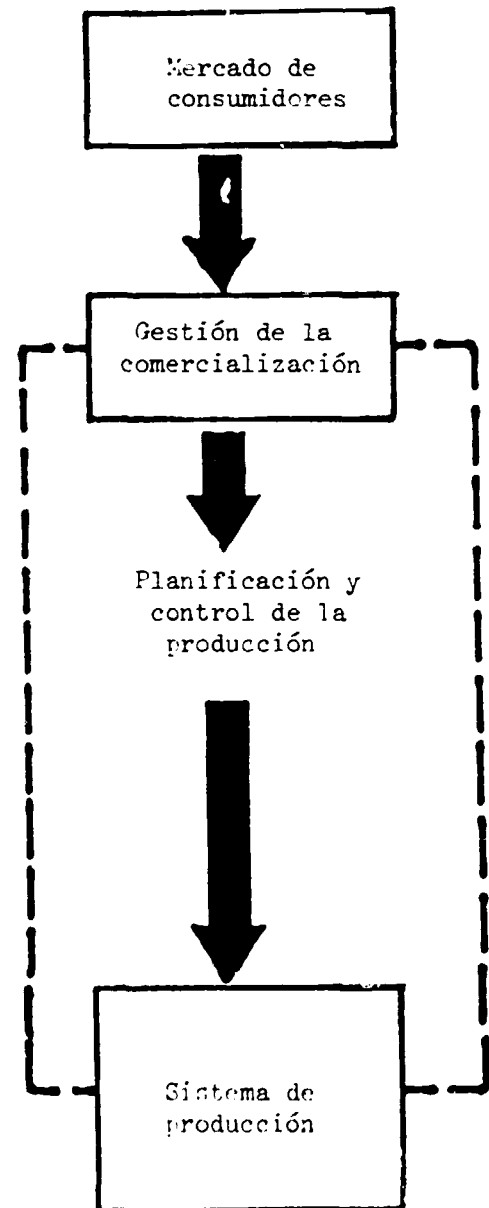 Mercado de
consumidores
Gestión de la
comercialización
Planificación y
control de la
producción
Sistema de
producción